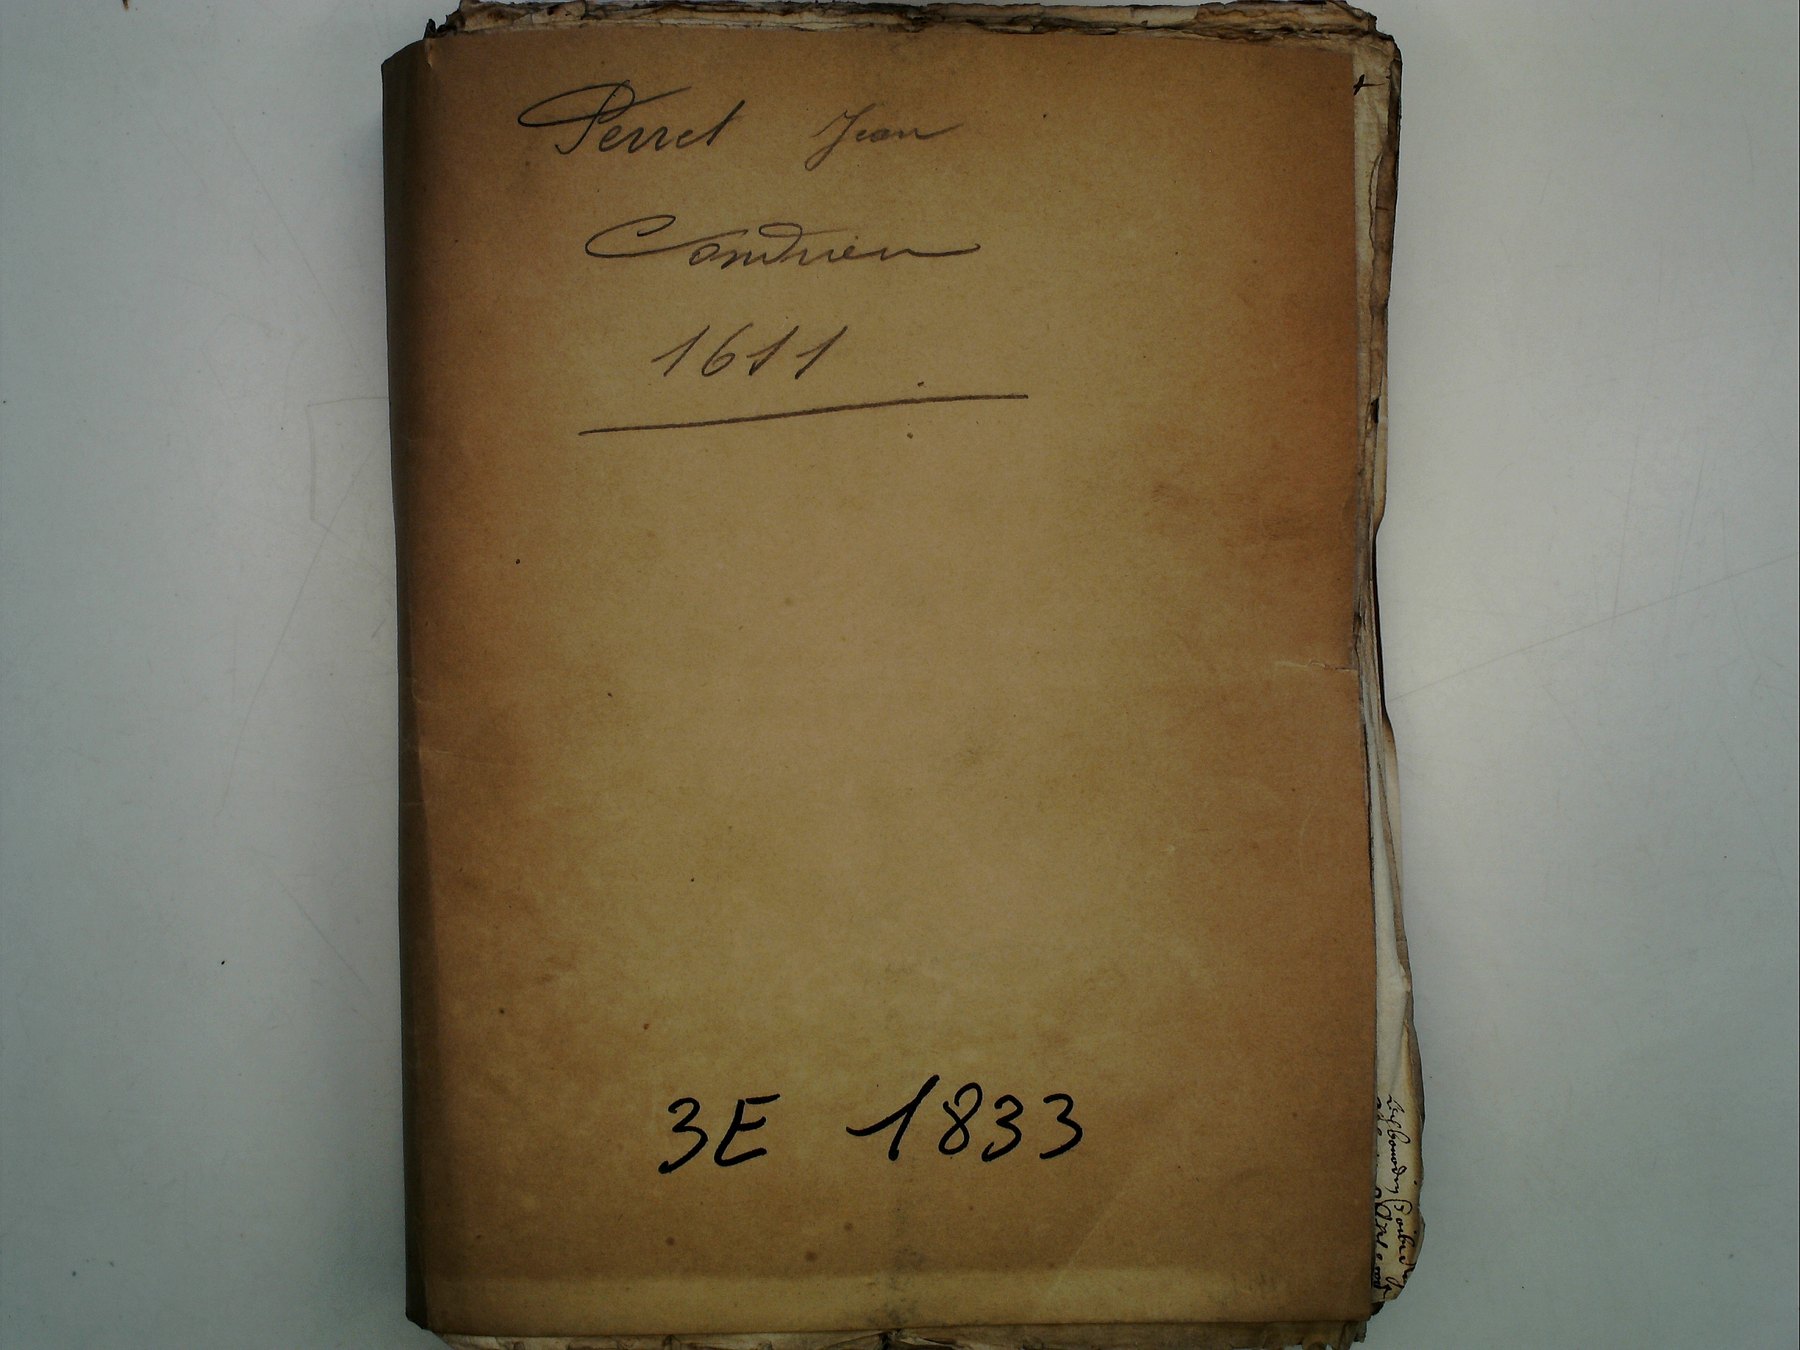 Perret Jean
Condrieu
1611
3E 1833